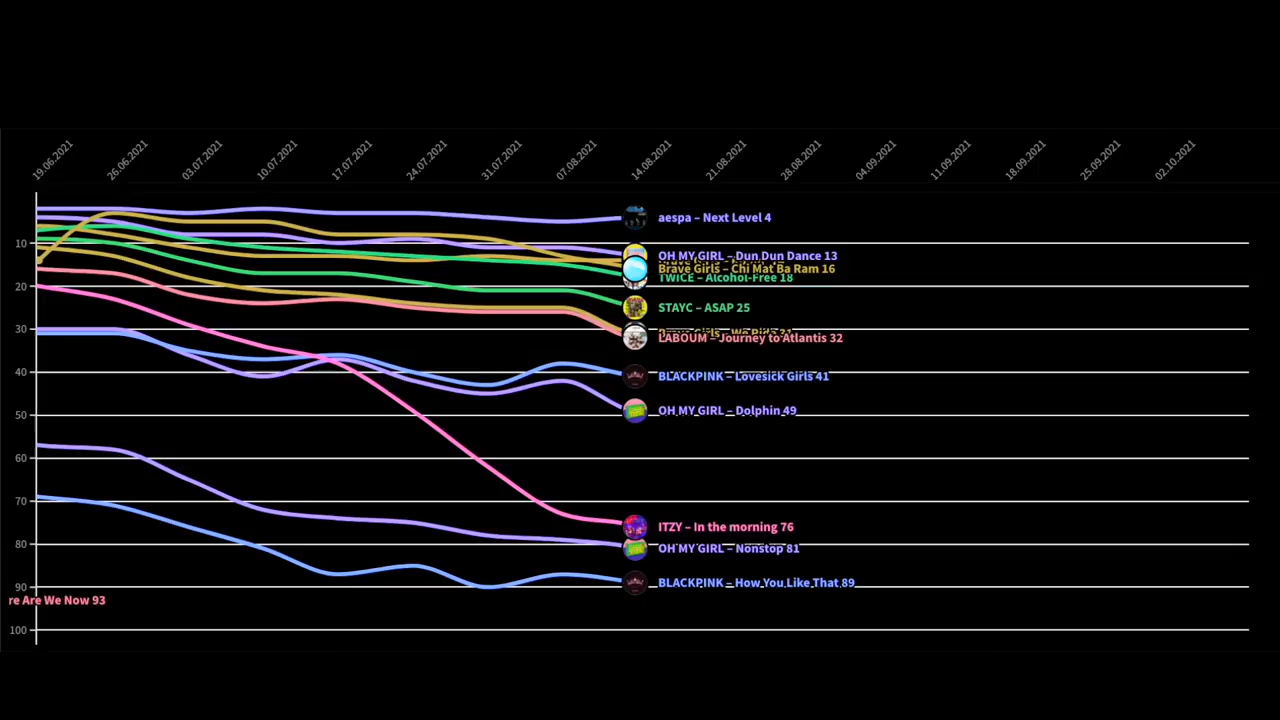 19.06.2021
26.06.2021
03.07.2021
10.07.2021
17.07.2021
24.07.2021
31.07.2021
07.08.2021
14.08.2021
21.08.2021
28.08.2021
04.09.2021
11.09.2021
18.09.2021
25.09.2021
02.10.2021
aespa – Next Level 4
10
OH MY GIRL – Dun Dun Dance 13
Brave Girls – Chi Mat Ba Ram 16
TWICE – Alcohol-Free 18
20
STAYC – ASAP 25
30
LABOUM – Journey to Atlantis 32
40
BLACKPINK – Lovesick Girls 41
OH MY GIRL – Dolphin 49
50
60
70
ITZY – In the morning 76
80
OH MY GIRL – Nonstop 81
BLACKPINK – How You Like That 89
90
re Are We Now 93
100